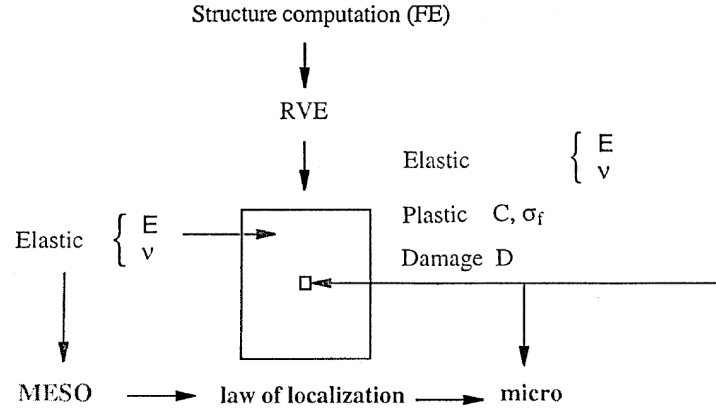 Structure computation (FE)
RVE
Elastic { E
ν
Plastic C, σf
Damage D
Elastic { E
ν
MESO law of localization micro